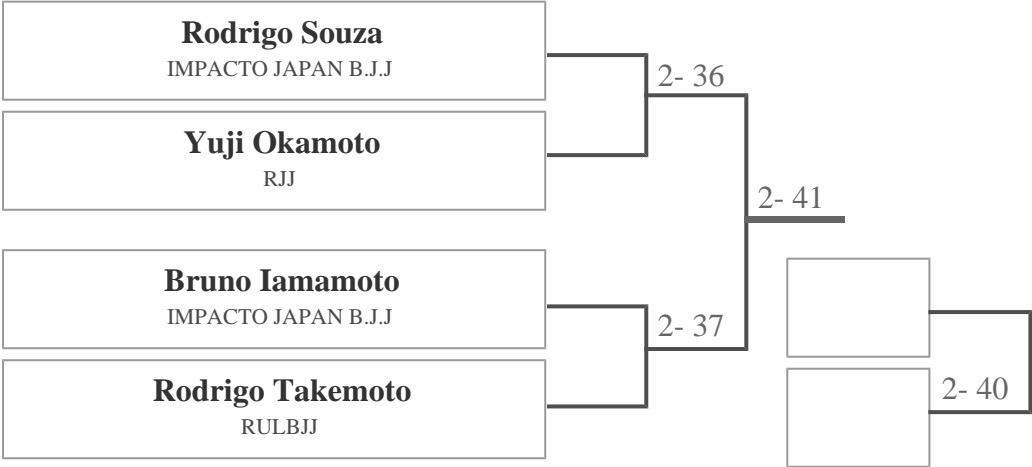 Rodrigo Souza
IMPACTO JAPAN B.J.J
2- 36
Yuji Okamoto
RJJ
2- 41
Bruno Iamamoto
IMPACTO JAPAN B.J.J
2- 37
Rodrigo Takemoto
RULBJJ
2- 40